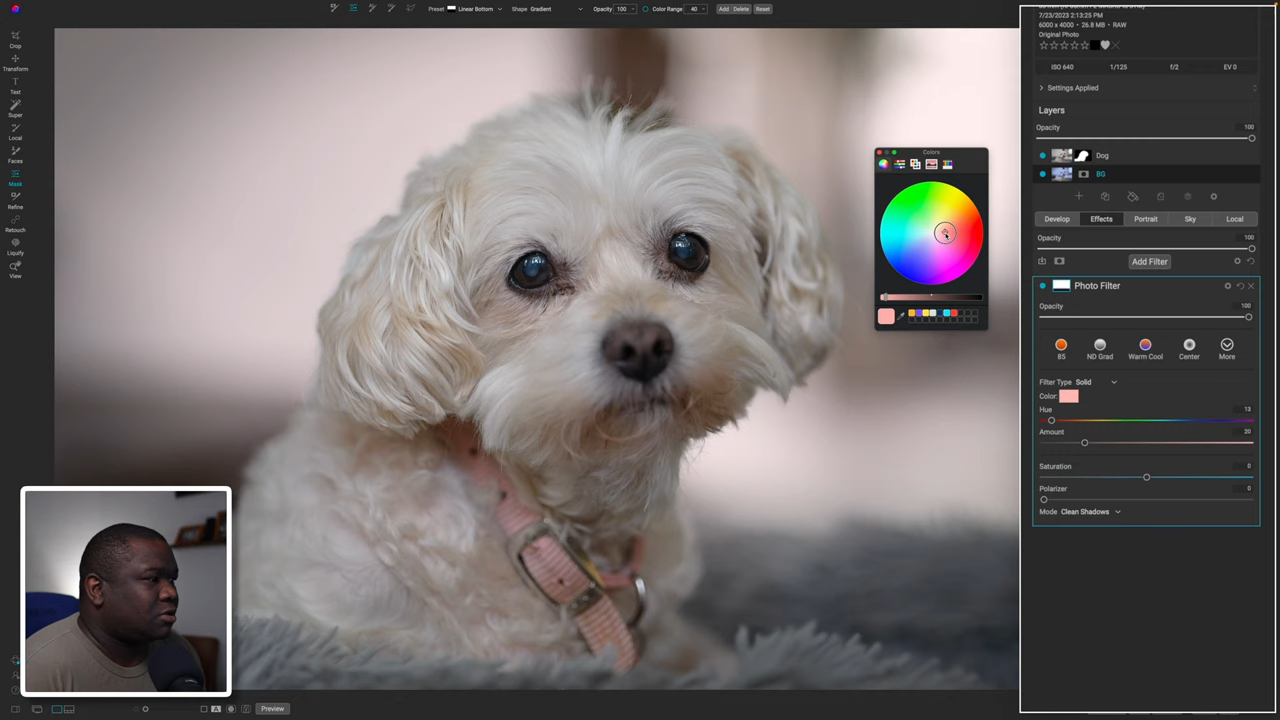 Preset Linear Bottom Shape Gradient Opacity 100 Color Range 40 Add Delete Reset
7/23/2023 2:13:25 PM
6000 x 4000 • 26.8 MB • RAW
Original Photo
ISO 640 1/125 f/2 EV 0
Settings Applied
Layers
Opacity 100
Dog
BG
Develop Effects Portrait Sky Local
Opacity 100
Add Filter
Photo Filter
Opacity 100
85 ND Grad Warm Cool Center More
Filter Type Solid
Color:
Hue 13
Amount 20
Saturation 0
Polarizer 0
Mode Clean Shadows
Crop
Transform
Text
Super
Local
Faces
Mask
Refine
Retouch
Liquify
View
Colors
A
Preview